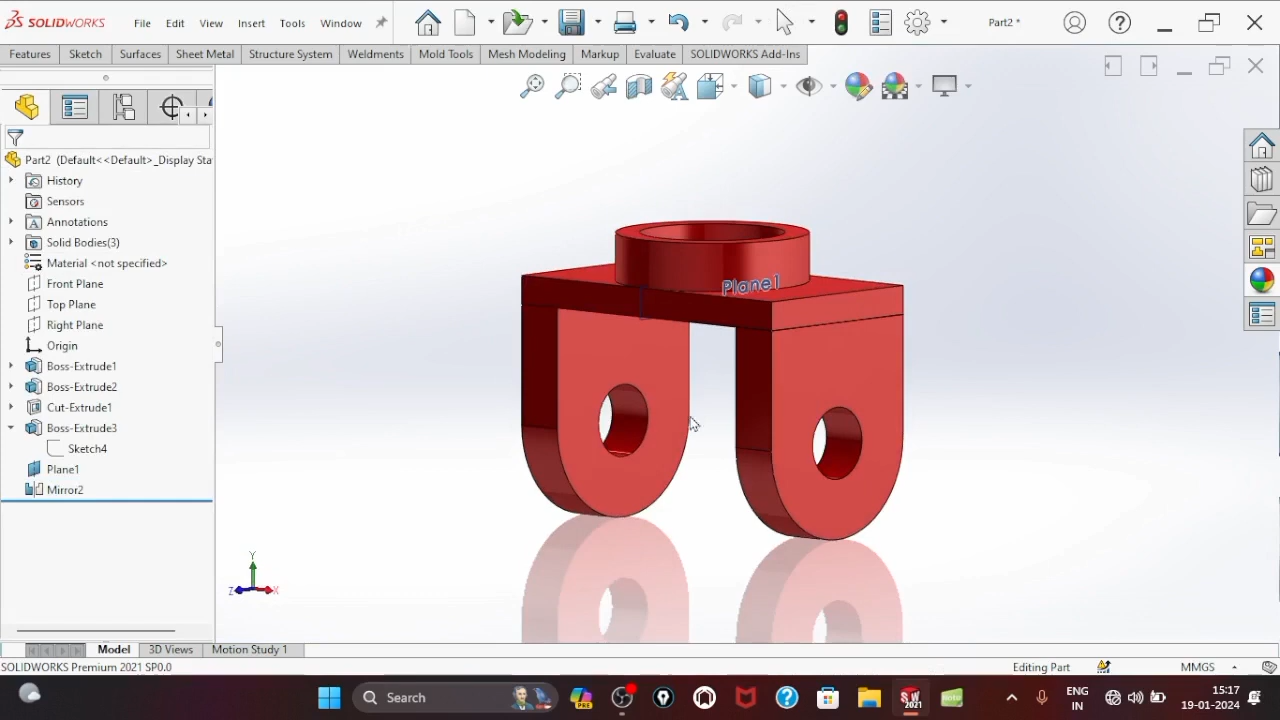 SOLIDWORKS File Edit View Insert Tools Window Part2 *
Features Sketch Surfaces Sheet Metal Structure System Weldments Mold Tools Mesh Modeling Markup Evaluate SOLIDWORKS Add-Ins
Part2 (Default<<Default>_Display Sta
History
Sensors
Annotations
Solid Bodies(3)
Material <not specified>
Front Plane
Top Plane
Right Plane
Origin
Boss-Extrude1
Boss-Extrude2
Cut-Extrude1
Boss-Extrude3
Sketch4
Plane1
Mirror2
Plane1
Y
Z X
Model 3D Views Motion Study 1
SOLIDWORKS Premium 2021 SP0.0 Editing Part MMGS
Search
PRE
SW
2021
Note
ENG
IN
15:17
19-01-2024